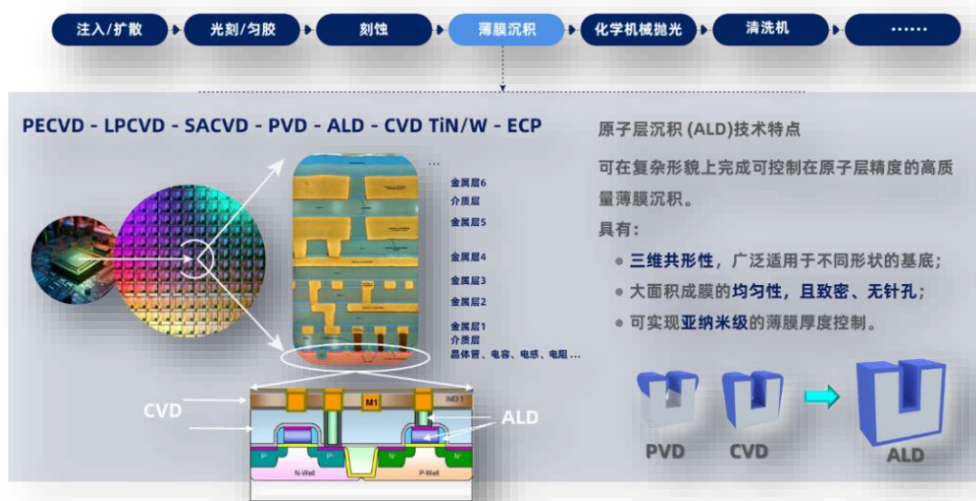 注入/扩散
光刻/匀胶
刻蚀
薄膜沉积
化学机械抛光
清洗机
……
PECVD - LPCVD - SACVD - PVD - ALD - CVD TiN/W - ECP
...
金属层6
介质层
金属层5
金属层4
金属层3
金属层2
金属层1
介质层
晶体管、电容、电感、电阻 ...
CVD
M1
IMD 1
ALD
P+
P+
N+
N+
N-Well
P-Well
原子层沉积 (ALD)技术特点
可在复杂形貌上完成可控制在原子层精度的高质
量薄膜沉积。
具有：
● 三维共形性，广泛适用于不同形状的基底；
● 大面积成膜的均匀性，且致密、无针孔；
● 可实现亚纳米级的薄膜厚度控制。
PVD
CVD
ALD